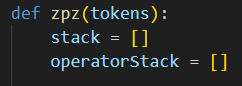 def zpz(tokens):
    stack = []
    operatorStack = []